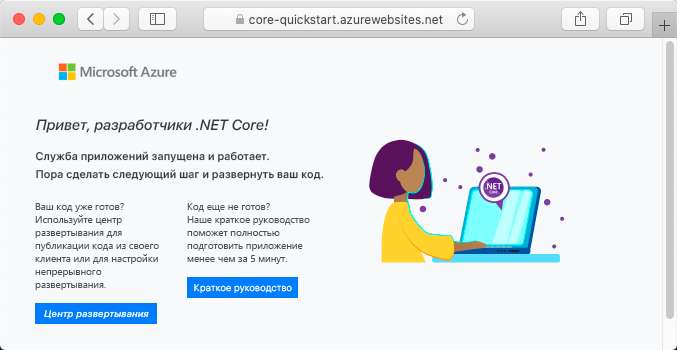 core-quickstart.azurewebsites.net
Microsoft Azure
Привет, разработчики .NET Core!
Служба приложений запущена и работает.
Пора сделать следующий шаг и развернуть ваш код.
Ваш код уже готов?
Используйте центр
развертывания для
публикации кода из своего
клиента или для настройки
непрерывного
развертывания.
Центр развертывания
Код еще не готов?
Наше краткое руководство
поможет полностью
подготовить приложение
менее чем за 5 минут.
Краткое руководство
.NET
Core